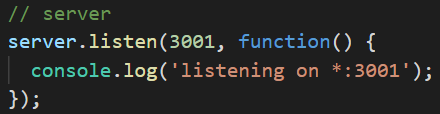 // server
server.listen(3001, function() {
  console.log('listening on *:3001');
});